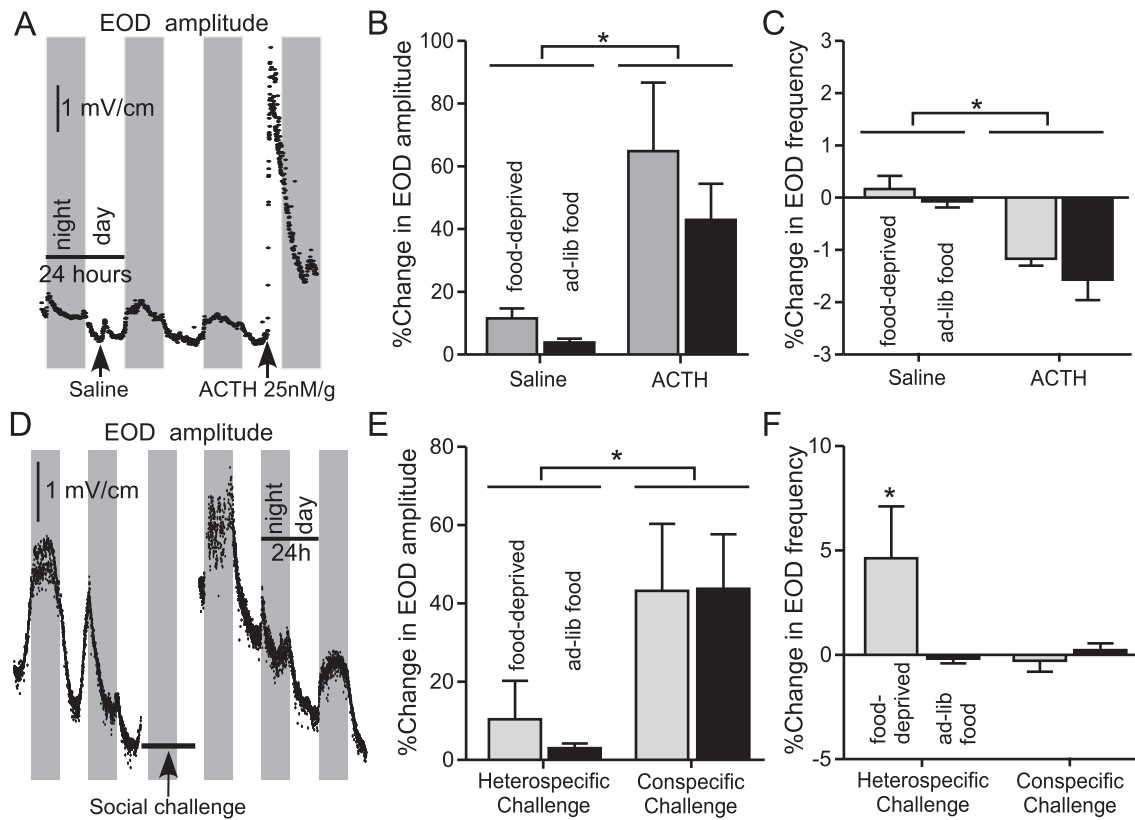 A
EOD amplitude
1 mV/cm
night
day
24 hours
Saline
ACTH 25nM/g
B
%Change in EOD amplitude
100
80
60
40
20
0
*
food-deprived
ad-lib food
Saline
ACTH
C
%Change in EOD frequency
3
2
1
0
-1
-2
-3
*
food-deprived
ad-lib food
Saline
ACTH
D
EOD amplitude
1 mV/cm
night
day
24h
Social challenge
E
%Change in EOD amplitude
80
60
40
20
0
*
food-deprived
ad-lib food
Heterospecific
Challenge
Conspecific
Challenge
F
%Change in EOD frequency
10
5
0
-5
*
food-
deprived
ad-lib
food
Heterospecific
Challenge
Conspecific
Challenge